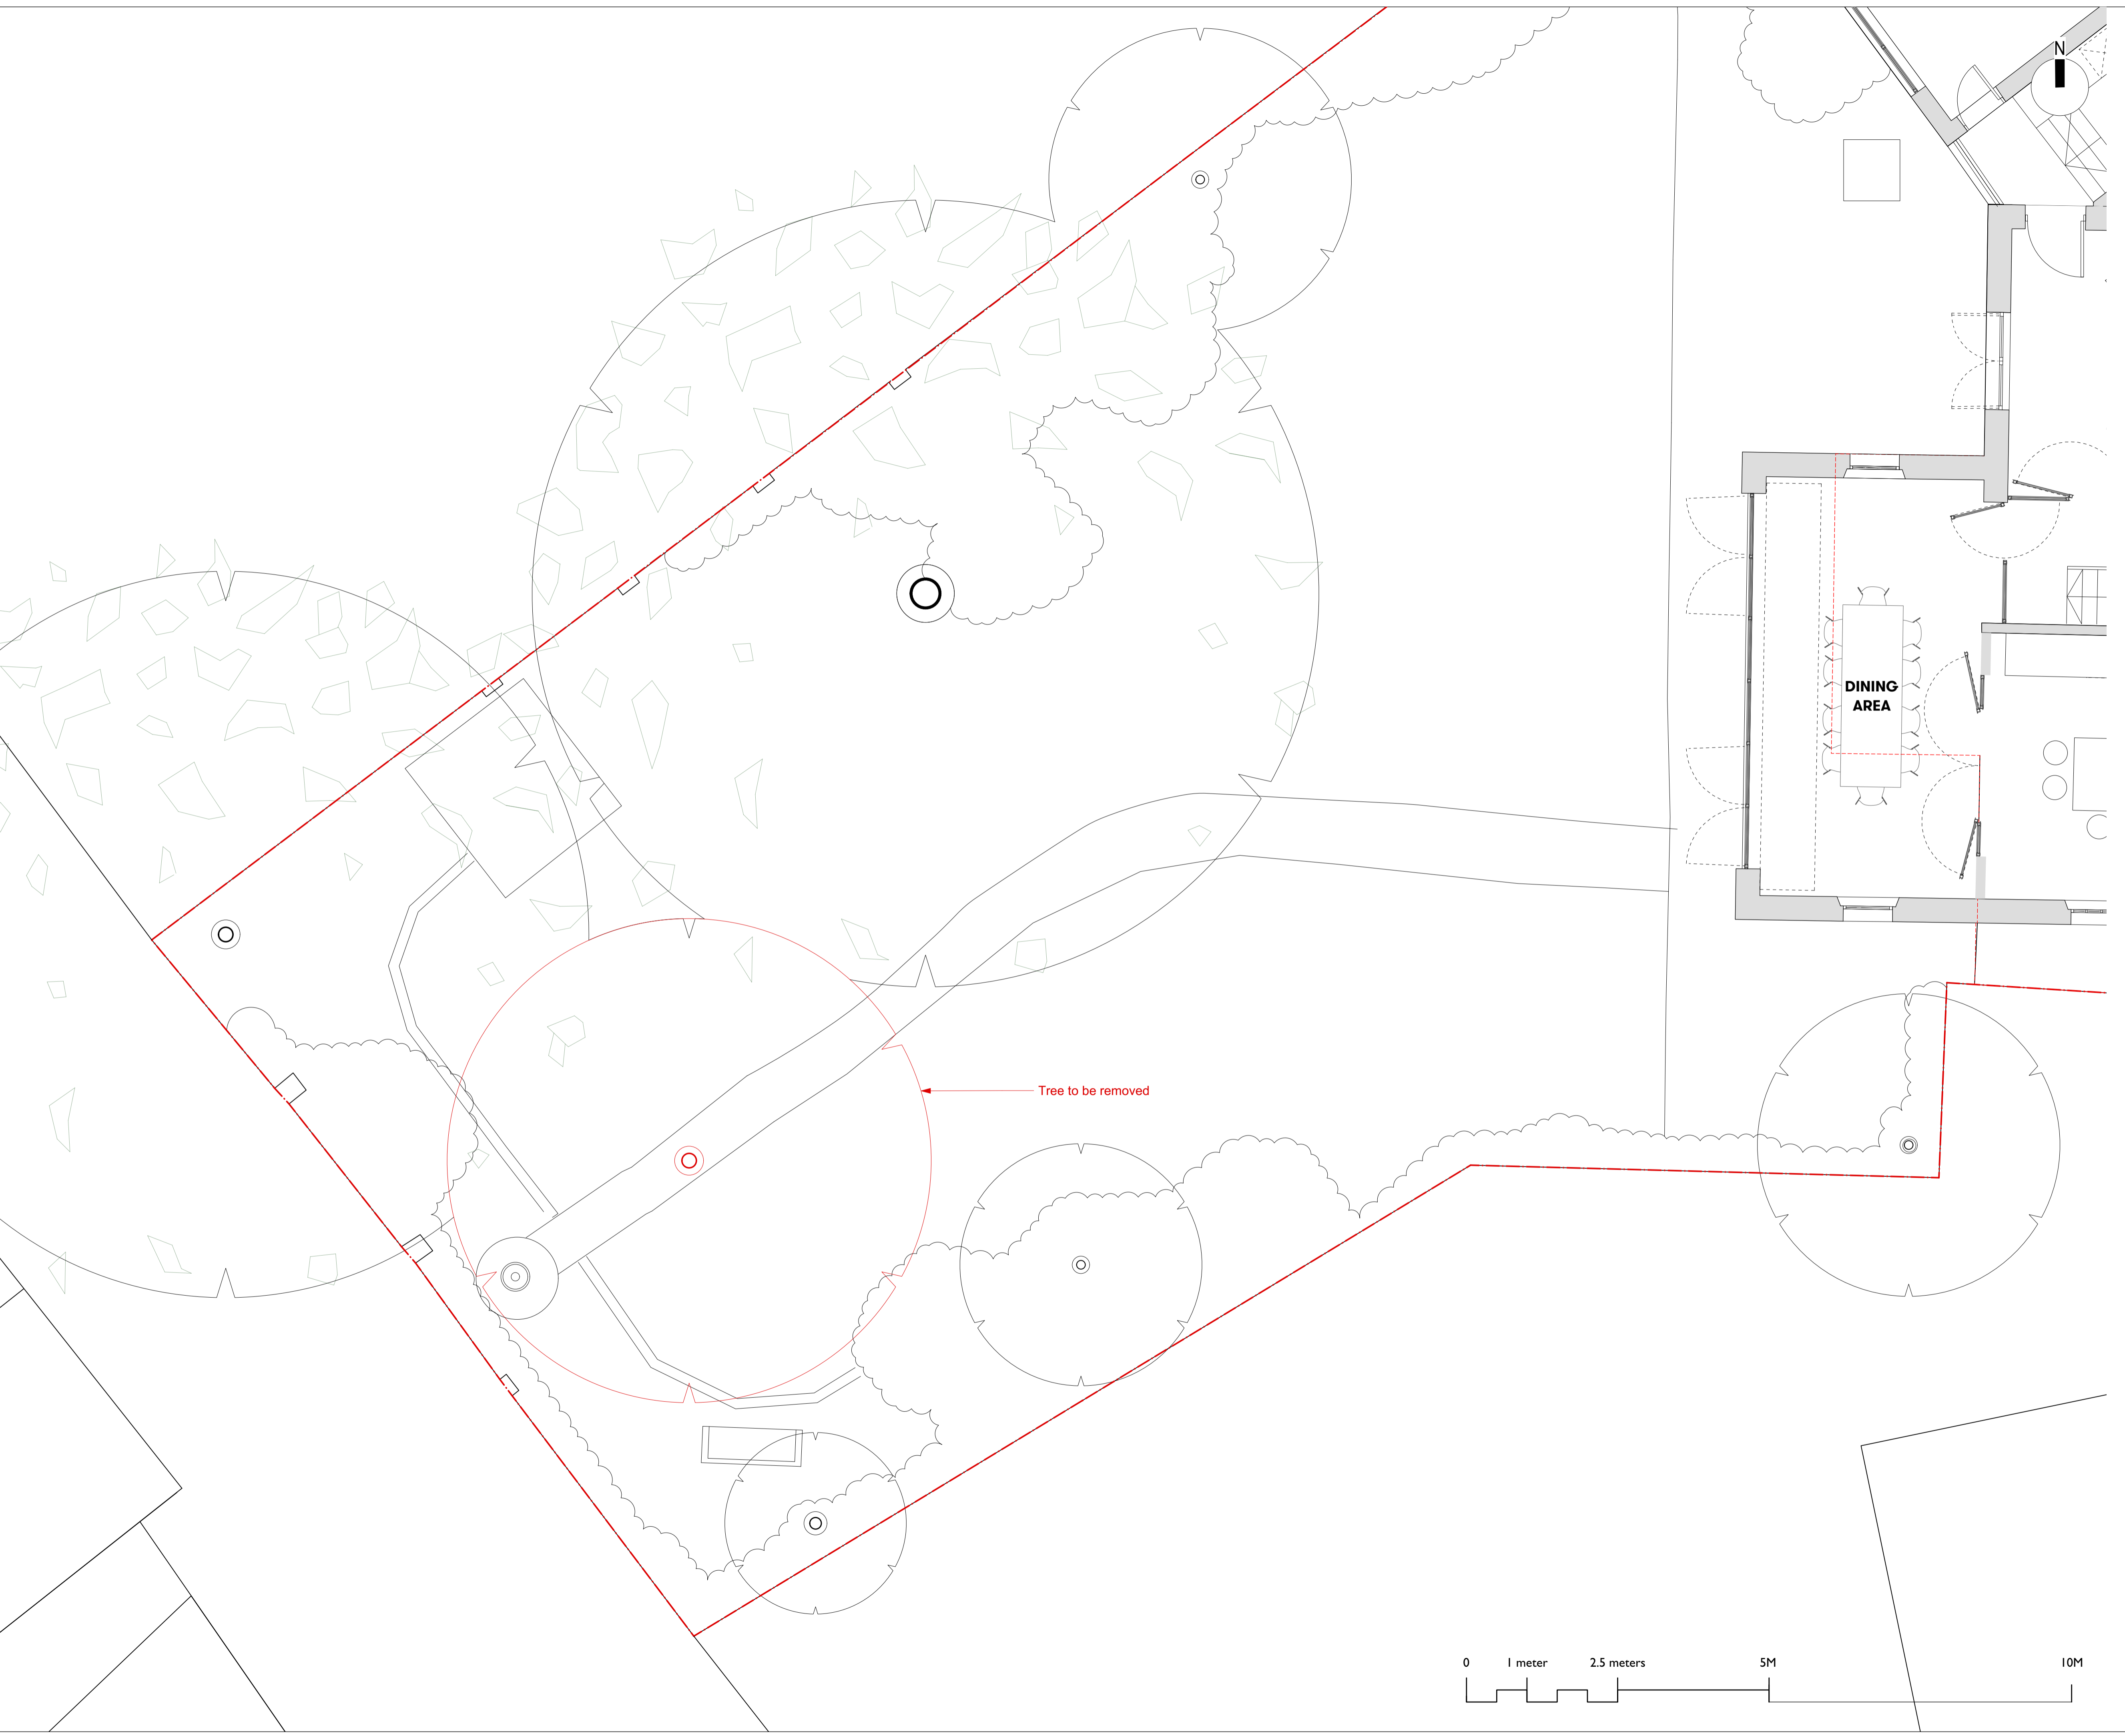 N
DINING
AREA
Tree to be removed
0 1 meter 2.5 meters 5M 10M